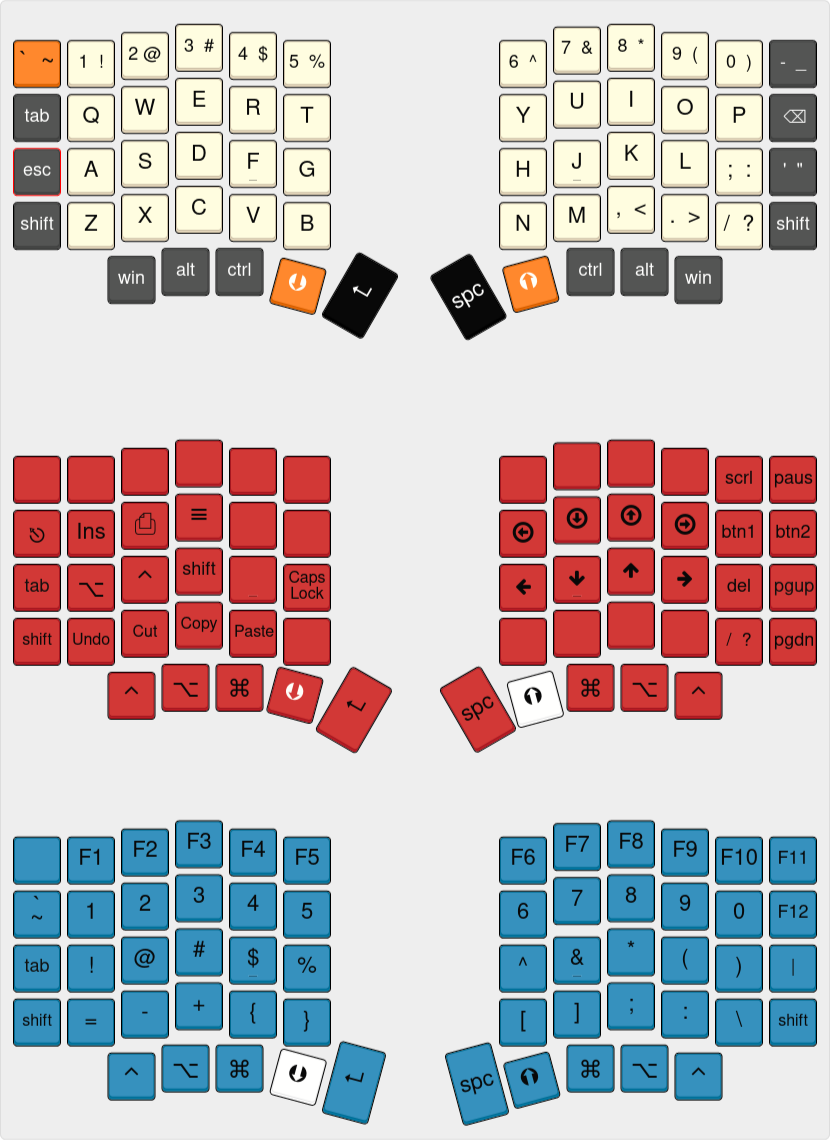 ` ~ 1 ! 2 @ 3 # 4 $ 5 % 6 ^ 7 & 8 * 9 ( 0 ) - _
tab Q W E R T Y U I O P ⌫
esc A S D F _ G H J _ K L ; : ' "
shift Z X C V B N M , < . > / ? shift
win alt ctrl spc ctrl alt win
scrl paus
Ins btn1 btn2
tab ⌥ ^ shift _ Caps Lock ← ↓ _ ↑ → del pgup
shift Undo Cut Copy Paste / ? pgdn
^ ⌥ ⌘ spc ⌘ ⌥ ^
F1 F2 F3 F4 F5 F6 F7 F8 F9 F10 F11
` ~ 1 2 3 4 5 6 7 8 9 0 F12
tab ! @ # $ _ % ^ & _ * ( ) |
shift = - + { } [ ] ; : \ shift
^ ⌥ ⌘ spc ⌘ ⌥ ^